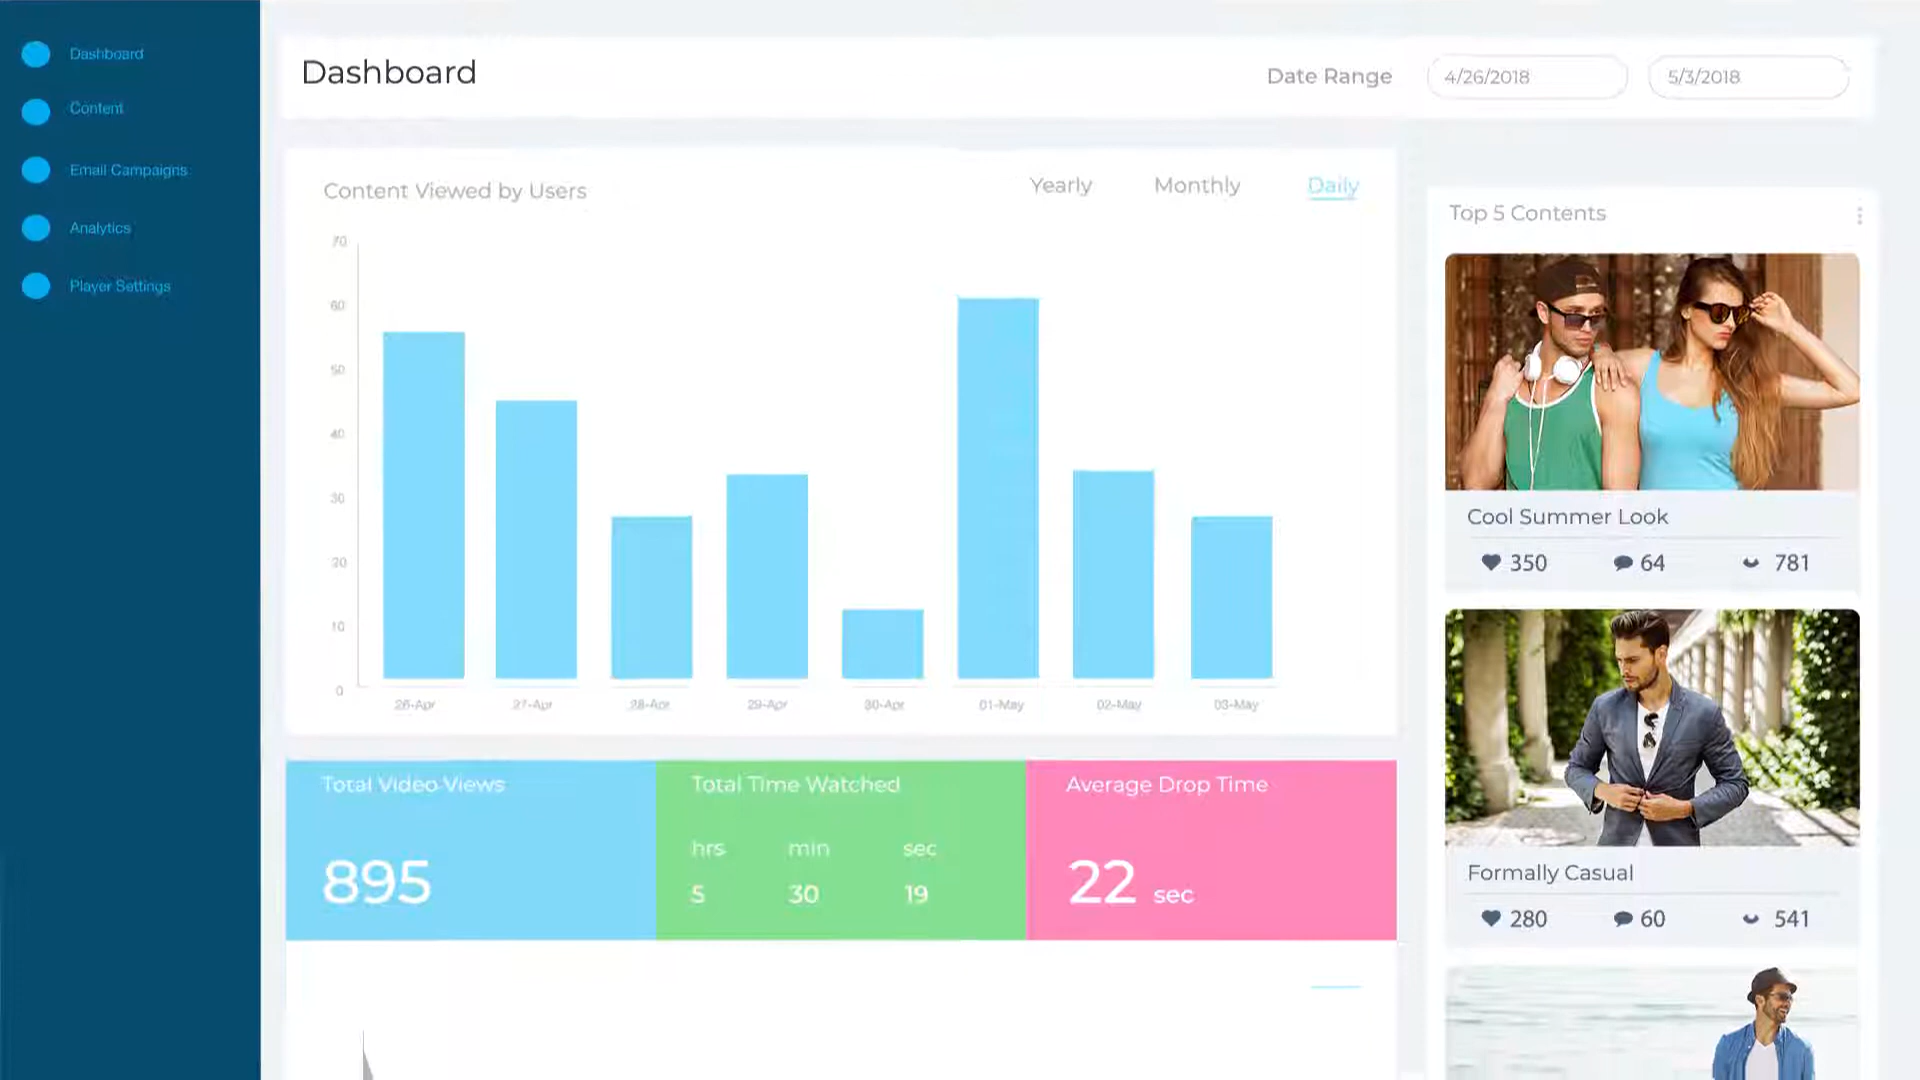 Dashboard
Content
Email Campaigns
Analytics
Player Settings
Dashboard
Date Range
4/26/2018
5/3/2018
Content Viewed by Users
Yearly
Monthly
Daily
70
60
50
40
30
20
10
0
26-Apr
27-Apr
28-Apr
29-Apr
30-Apr
01-May
02-May
03-May
Total Video Views
895
Total Time Watched
hrs min sec
5 30 19
Average Drop Time
22 sec
Top 5 Contents
Cool Summer Look
350 64 781
Formally Casual
280 60 541